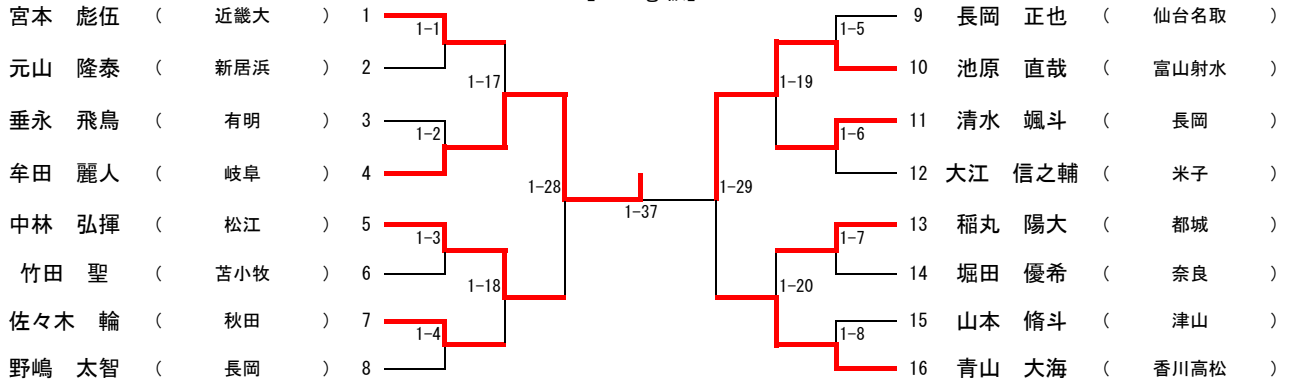 宮本 彪伍 ( 近畿大 ) 1
元山 隆泰 ( 新居浜 ) 2
垂永 飛鳥 ( 有明 ) 3
牟田 麗人 ( 岐阜 ) 4
中林 弘揮 ( 松江 ) 5
竹田 聖 ( 苫小牧 ) 6
佐々木 輪 ( 秋田 ) 7
野嶋 太智 ( 長岡 ) 8
1-1
1-2
1-3
1-4
1-17
1-18
1-28
1-37
1-29
1-19
1-20
1-5
1-6
1-7
1-8
9 長岡 正也 ( 仙台名取 )
10 池原 直哉 ( 富山射水 )
11 清水 颯斗 ( 長岡 )
12 大江 信之輔 ( 米子 )
13 稲丸 陽大 ( 都城 )
14 堀田 優希 ( 奈良 )
15 山本 脩斗 ( 津山 )
16 青山 大海 ( 香川高松 )